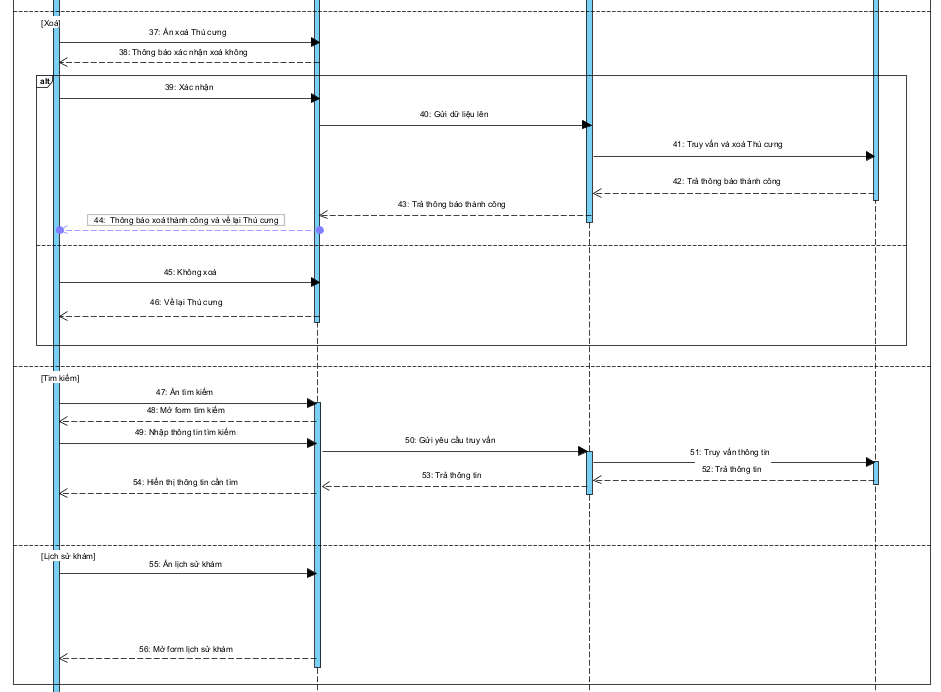 [Xoá]
37: Ấn xoá Thú cưng
38: Thông báo xác nhận xoá không
alt
39: Xác nhận
40: Gửi dữ liệu lên
41: Truy vấn và xoá Thú cưng
42: Trả thông báo thành công
43: Trả thông báo thành công
44: Thông báo xoá thành công và về lại Thú cưng
45: Không xoá
46: Về lại Thú cưng
[Tìm kiếm]
47: Ấn tìm kiếm
48: Mở form tìm kiếm
49: Nhập thông tin tìm kiếm
50: Gửi yêu cầu truy vấn
51: Truy vấn thông tin
52: Trả thông tin
53: Trả thông tin
54: Hiển thị thông tin cần tìm
[Lịch sử khám]
55: Ấn lịch sử khám
56: Mở form lịch sử khám